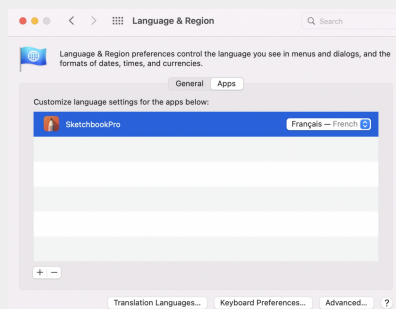 Language & Region
Search
Language & Region preferences control the language you see in menus and dialogs, and the
formats of dates, times, and currencies.
General Apps
Customize language settings for the apps below:
SketchbookPro Français — French
+ −
Translation Languages... Keyboard Preferences... Advanced... ?